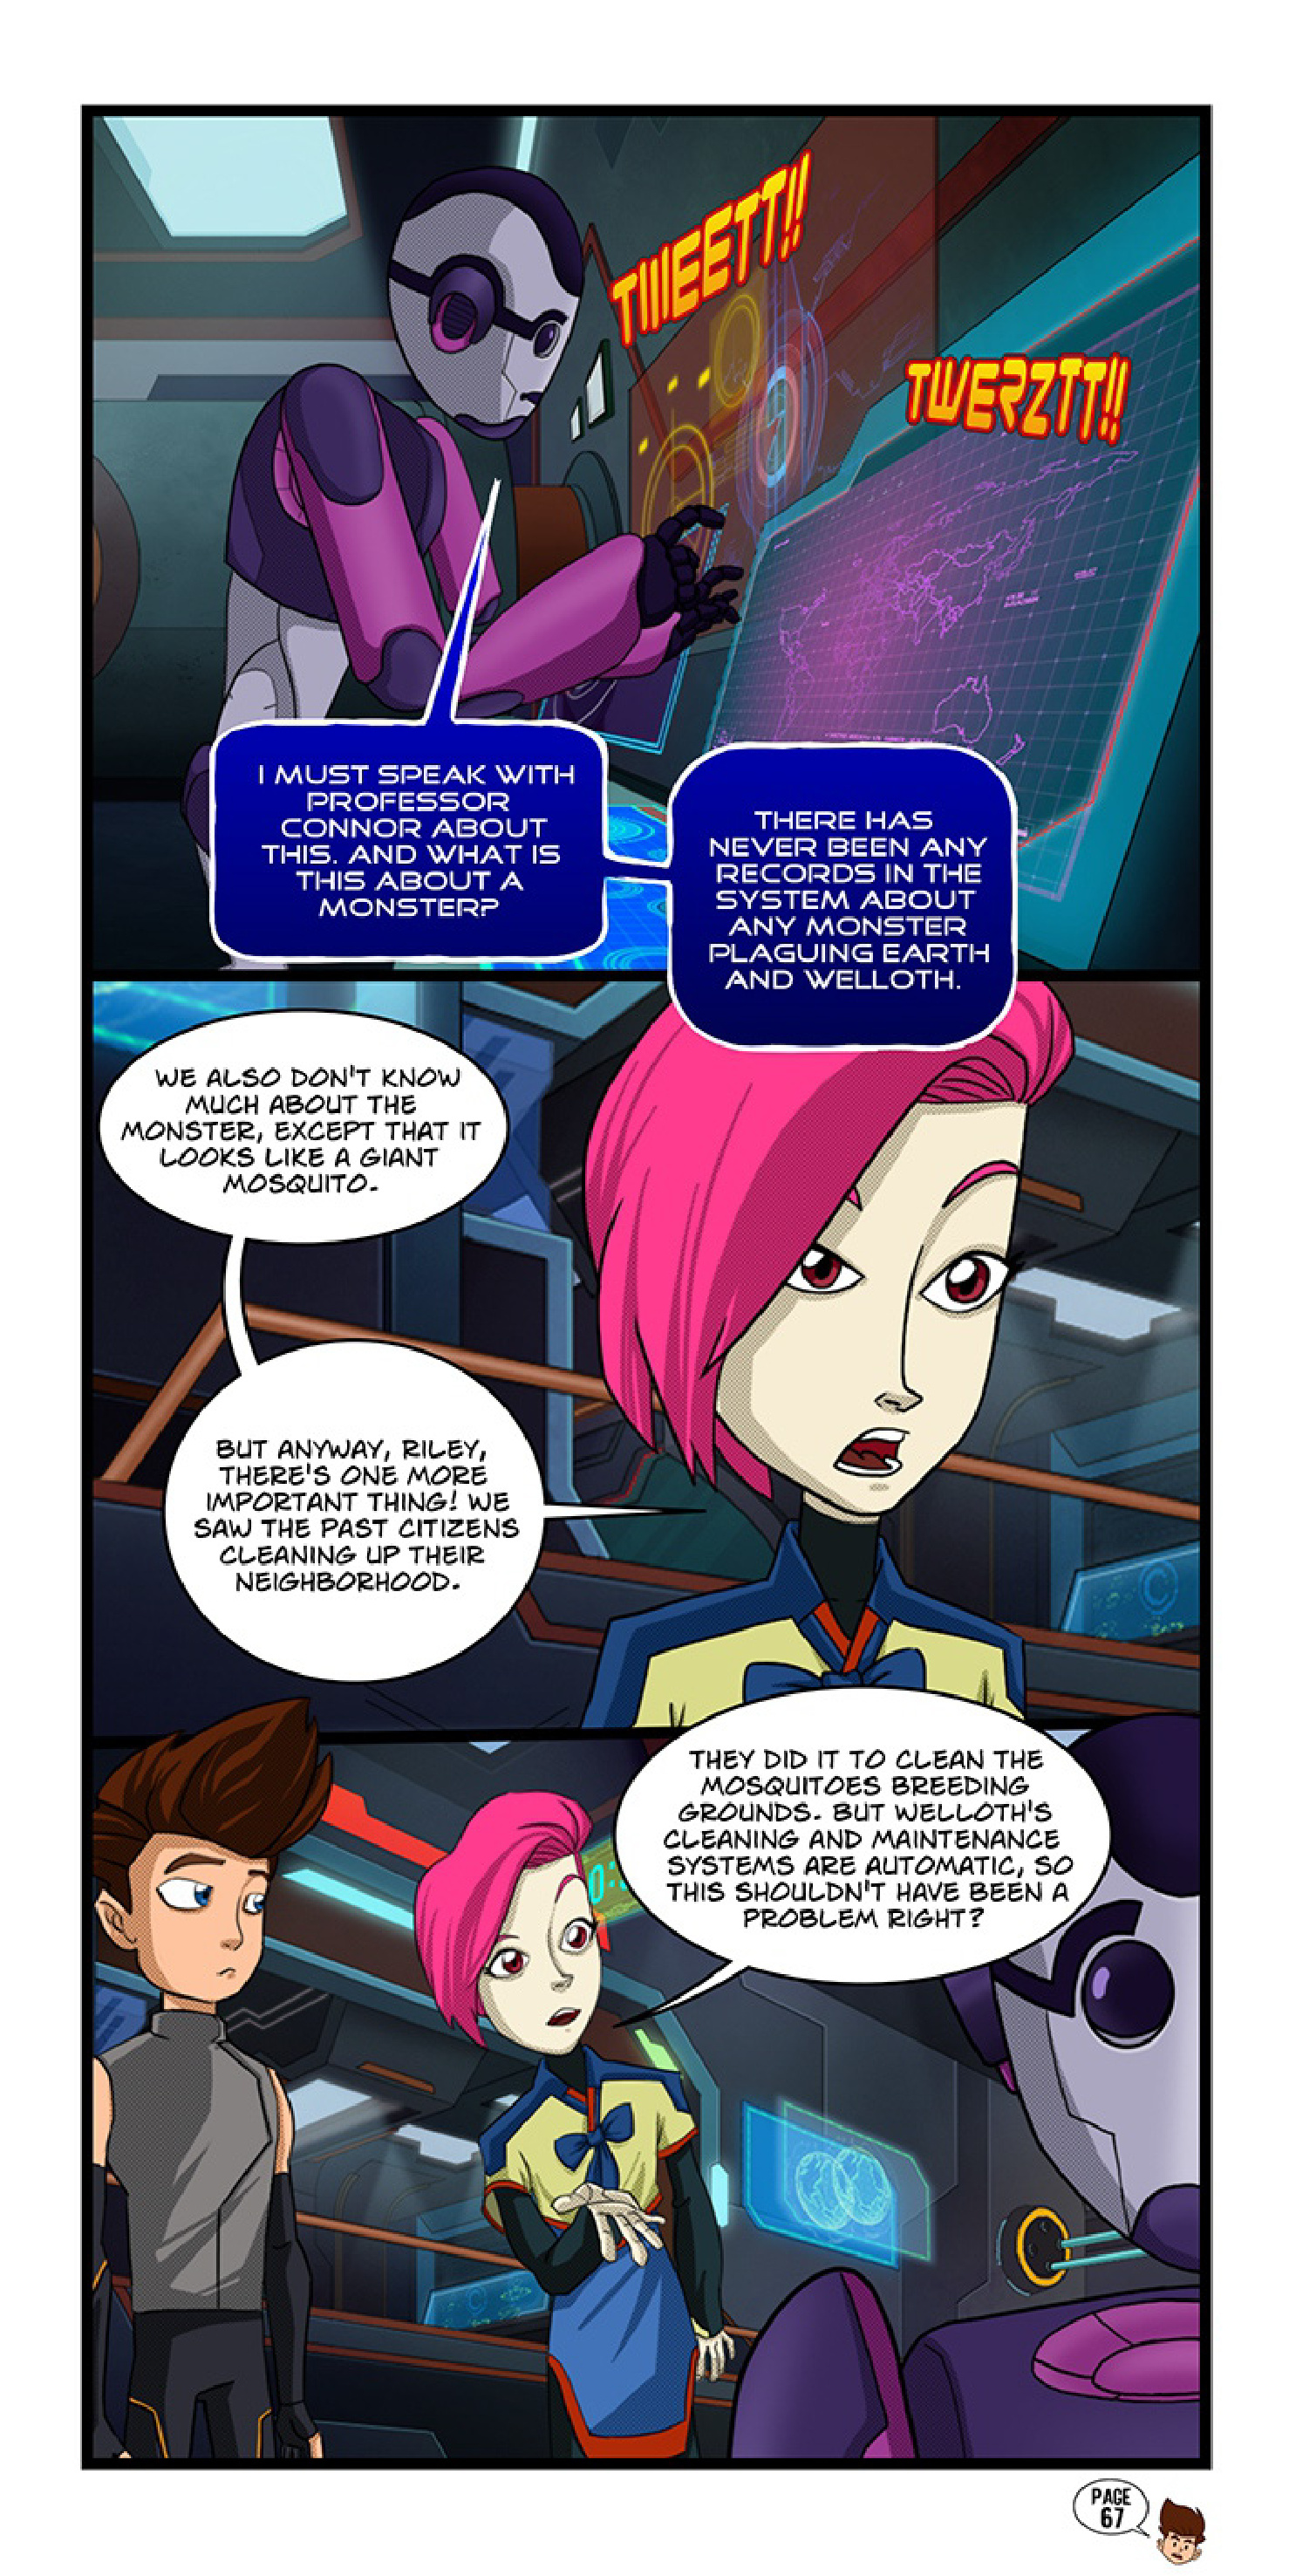 TWEETT!!
TWERZTT!!
I MUST SPEAK WITH
PROFESSOR
CONNOR ABOUT
THIS. AND WHAT IS
THIS ABOUT A
MONSTER?
THERE HAS
NEVER BEEN ANY
RECORDS IN THE
SYSTEM ABOUT
ANY MONSTER
PLAGUING EARTH
AND WELLOTH.
WE ALSO DON'T KNOW
MUCH ABOUT THE
MONSTER, EXCEPT THAT IT
LOOKS LIKE A GIANT
MOSQUITO.
BUT ANYWAY, RILEY,
THERE'S ONE MORE
IMPORTANT THING! WE
SAW THE PAST CITIZENS
CLEANING UP THEIR
NEIGHBORHOOD.
THEY DID IT TO CLEAN THE
MOSQUITOES BREEDING
GROUNDS. BUT WELLOTH'S
CLEANING AND MAINTENANCE
SYSTEMS ARE AUTOMATIC, SO
THIS SHOULDN'T HAVE BEEN A
PROBLEM RIGHT?
PAGE
67